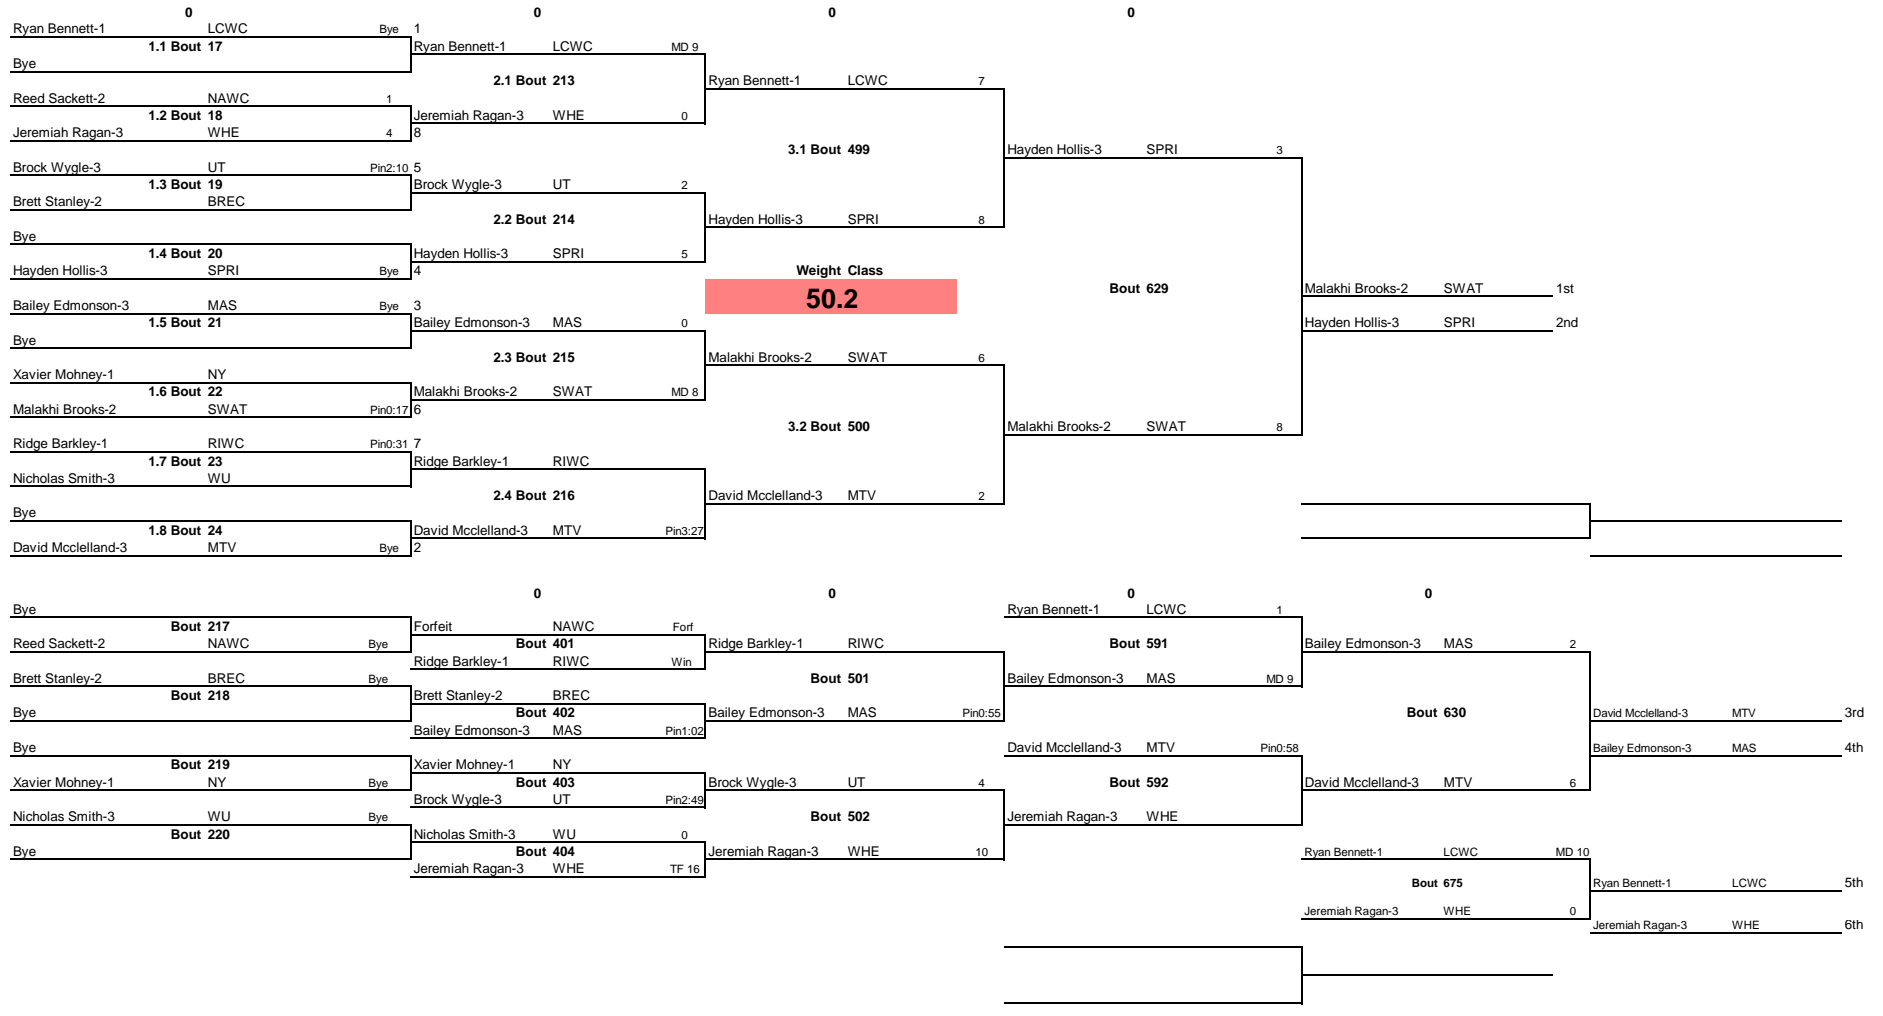 0 0 0 0
Ryan Bennett-1 LCWC Bye 1
1.1 Bout 17 Ryan Bennett-1 LCWC MD 9
Bye
2.1 Bout 213 Ryan Bennett-1 LCWC 7
Reed Sackett-2 NAWC 1
1.2 Bout 18 Jeremiah Ragan-3 WHE 0
Jeremiah Ragan-3 WHE 4 8
3.1 Bout 499 Hayden Hollis-3 SPRI 3
Brock Wygle-3 UT Pin2:10 5
1.3 Bout 19 Brock Wygle-3 UT 2
Brett Stanley-2 BREC
2.2 Bout 214 Hayden Hollis-3 SPRI 8
Bye
1.4 Bout 20 Hayden Hollis-3 SPRI 5
Hayden Hollis-3 SPRI Bye 4 Weight Class
50.2 Bout 629 Malakhi Brooks-2 SWAT 1st
Bailey Edmonson-3 MAS Bye 3
1.5 Bout 21 Bailey Edmonson-3 MAS 0 Hayden Hollis-3 SPRI 2nd
Bye
2.3 Bout 215 Malakhi Brooks-2 SWAT 6
Xavier Mohney-1 NY
1.6 Bout 22 Malakhi Brooks-2 SWAT MD 8
Malakhi Brooks-2 SWAT Pin0:17 6
3.2 Bout 500 Malakhi Brooks-2 SWAT 8
Ridge Barkley-1 RIWC Pin0:31 7
1.7 Bout 23 Ridge Barkley-1 RIWC
Nicholas Smith-3 WU
2.4 Bout 216 David Mcclelland-3 MTV 2
Bye
1.8 Bout 24 David Mcclelland-3 MTV Pin3:27
David Mcclelland-3 MTV Bye 2
0 0 0 0
Bye Ryan Bennett-1 LCWC 1
Bout 217 Forfeit NAWC Forf
Reed Sackett-2 NAWC Bye Bout 401 Ridge Barkley-1 RIWC Bout 591 Bailey Edmonson-3 MAS 2
Ridge Barkley-1 RIWC Win
Brett Stanley-2 BREC Bye Bout 501 Bailey Edmonson-3 MAS MD 9
Bout 218 Brett Stanley-2 BREC
Bye Bout 402 Bailey Edmonson-3 MAS Pin0:55 Bout 630 David Mcclelland-3 MTV 3rd
Bailey Edmonson-3 MAS Pin1:02
Bye David Mcclelland-3 MTV Pin0:58 Bailey Edmonson-3 MAS 4th
Bout 219 Xavier Mohney-1 NY
Xavier Mohney-1 NY Bye Bout 403 Brock Wygle-3 UT 4 Bout 592 David Mcclelland-3 MTV 6
Brock Wygle-3 UT Pin2:49
Nicholas Smith-3 WU Bye Bout 502 Jeremiah Ragan-3 WHE
Bout 220 Nicholas Smith-3 WU 0
Bye Bout 404 Jeremiah Ragan-3 WHE 10 Ryan Bennett-1 LCWC MD 10
Jeremiah Ragan-3 WHE TF 16
Bout 675 Ryan Bennett-1 LCWC 5th
Jeremiah Ragan-3 WHE 0
Jeremiah Ragan-3 WHE 6th